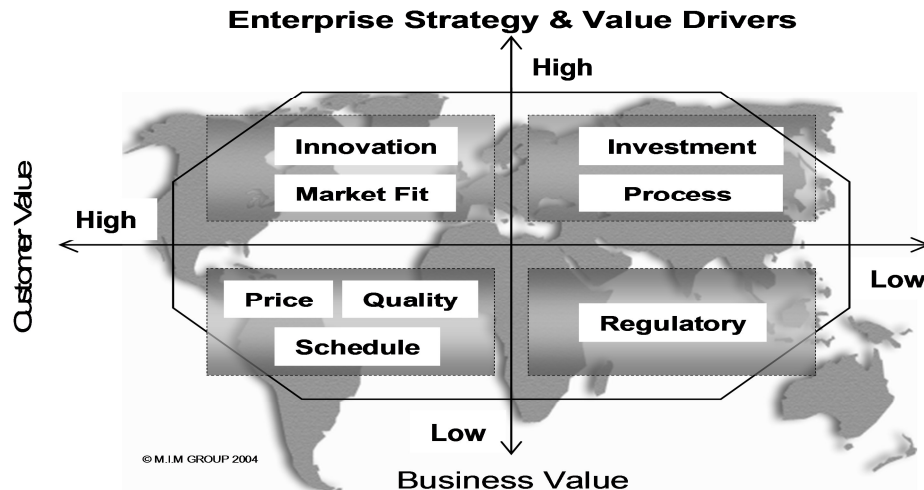 Enterprise Strategy & Value Drivers
High
Innovation
Investment
Market Fit
Process
Customer Value
High
Low
Price
Quality
Regulatory
Schedule
Low
© M.I.M GROUP 2004
Business Value